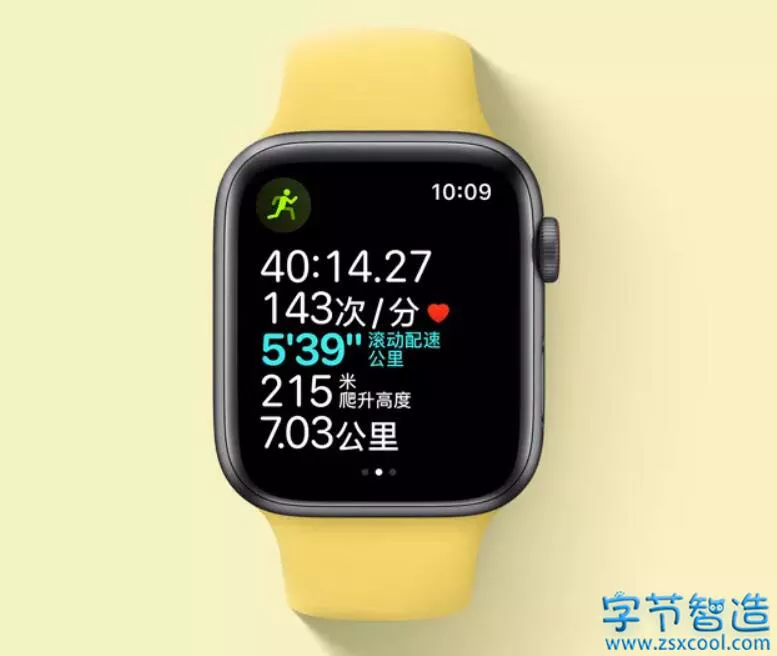 10:09
40:14.27
143次/分
5'39" 滚动配速
公里
215 米
爬升高度
7.03公里
字节智造
www.zsxcool.com